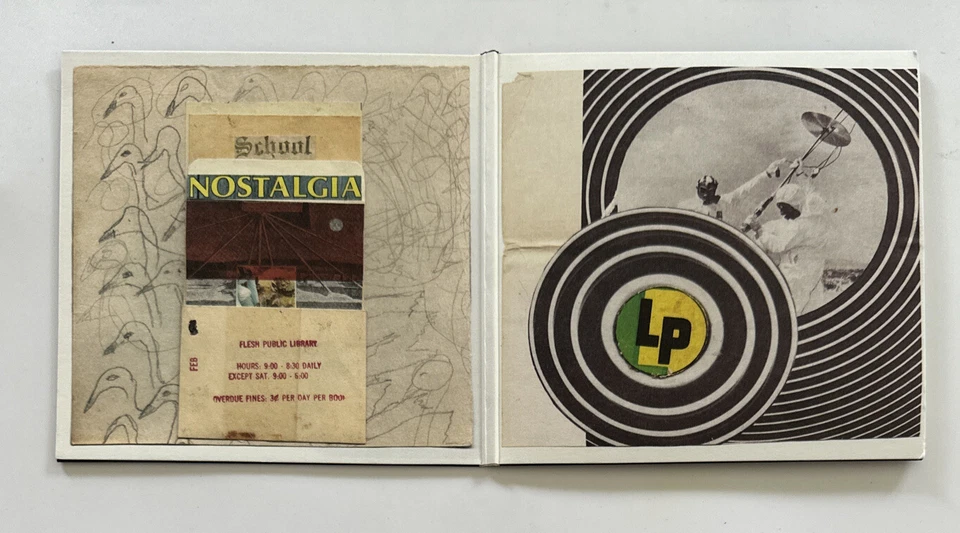 School
NOSTALGIA
FEB
FLESH PUBLIC LIBRARY
HOURS: 9:00 - 8:30 DAILY
EXCEPT SAT. 9:00 - 6:00
OVERDUE FINES: 3¢ PER DAY PER BOOK
LP